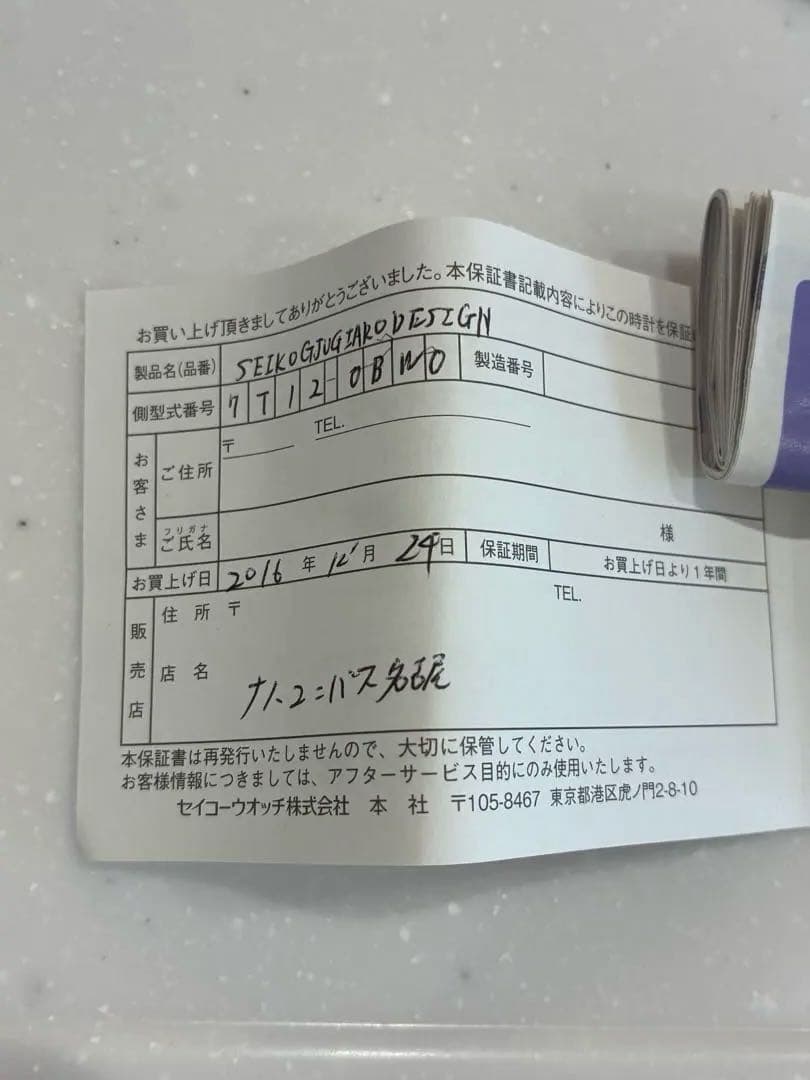 お買い上げ頂きましてありがとうございました。本保証書記載内容によりこの時計を保証
製品名(品番) SEIKO GJUGIARO DESIGN
側型式番号 7T12-0BW0 製造番号
お客さま
ご住所 〒 TEL.
フリガナ
ご氏名 様
お買上げ日 2016年12月24日 保証期間 お買上げ日より1年間
販売店
住所 〒 TEL.
店名 ナノ・ユニバース名古屋
本保証書は再発行いたしませんので、大切に保管してください。
お客様情報につきましては、アフターサービス目的にのみ使用いたします。
セイコーウオッチ株式会社 本 社 〒105-8467 東京都港区虎ノ門2-8-10